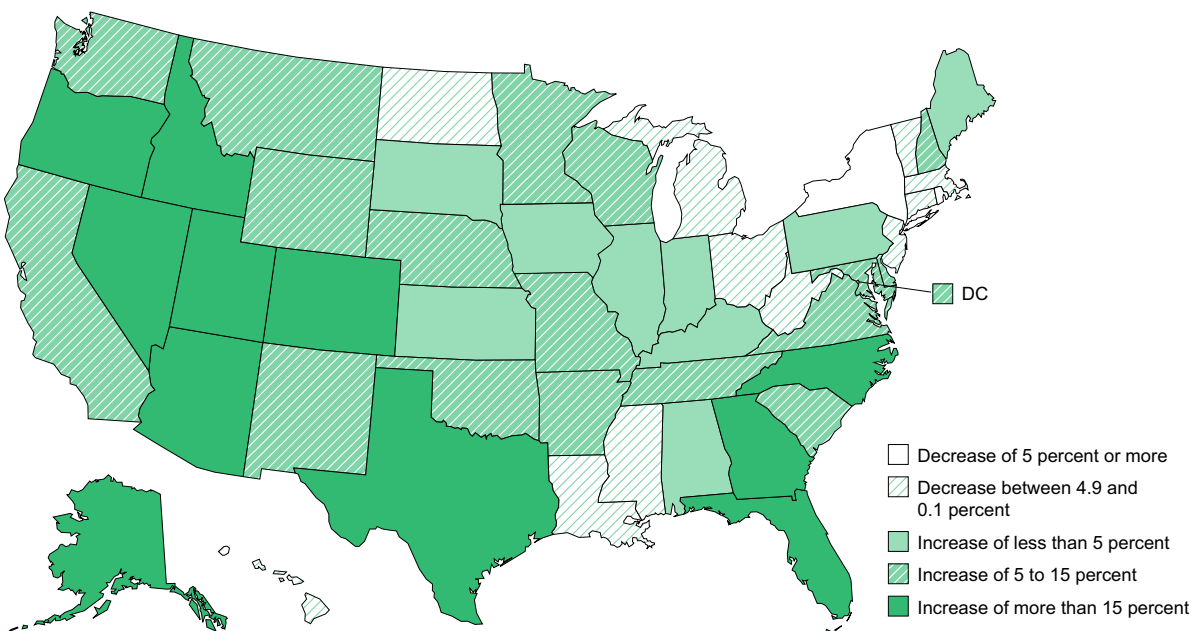 DC
Decrease of 5 percent or more
Decrease between 4.9 and
0.1 percent
Increase of less than 5 percent
Increase of 5 to 15 percent
Increase of more than 15 percent